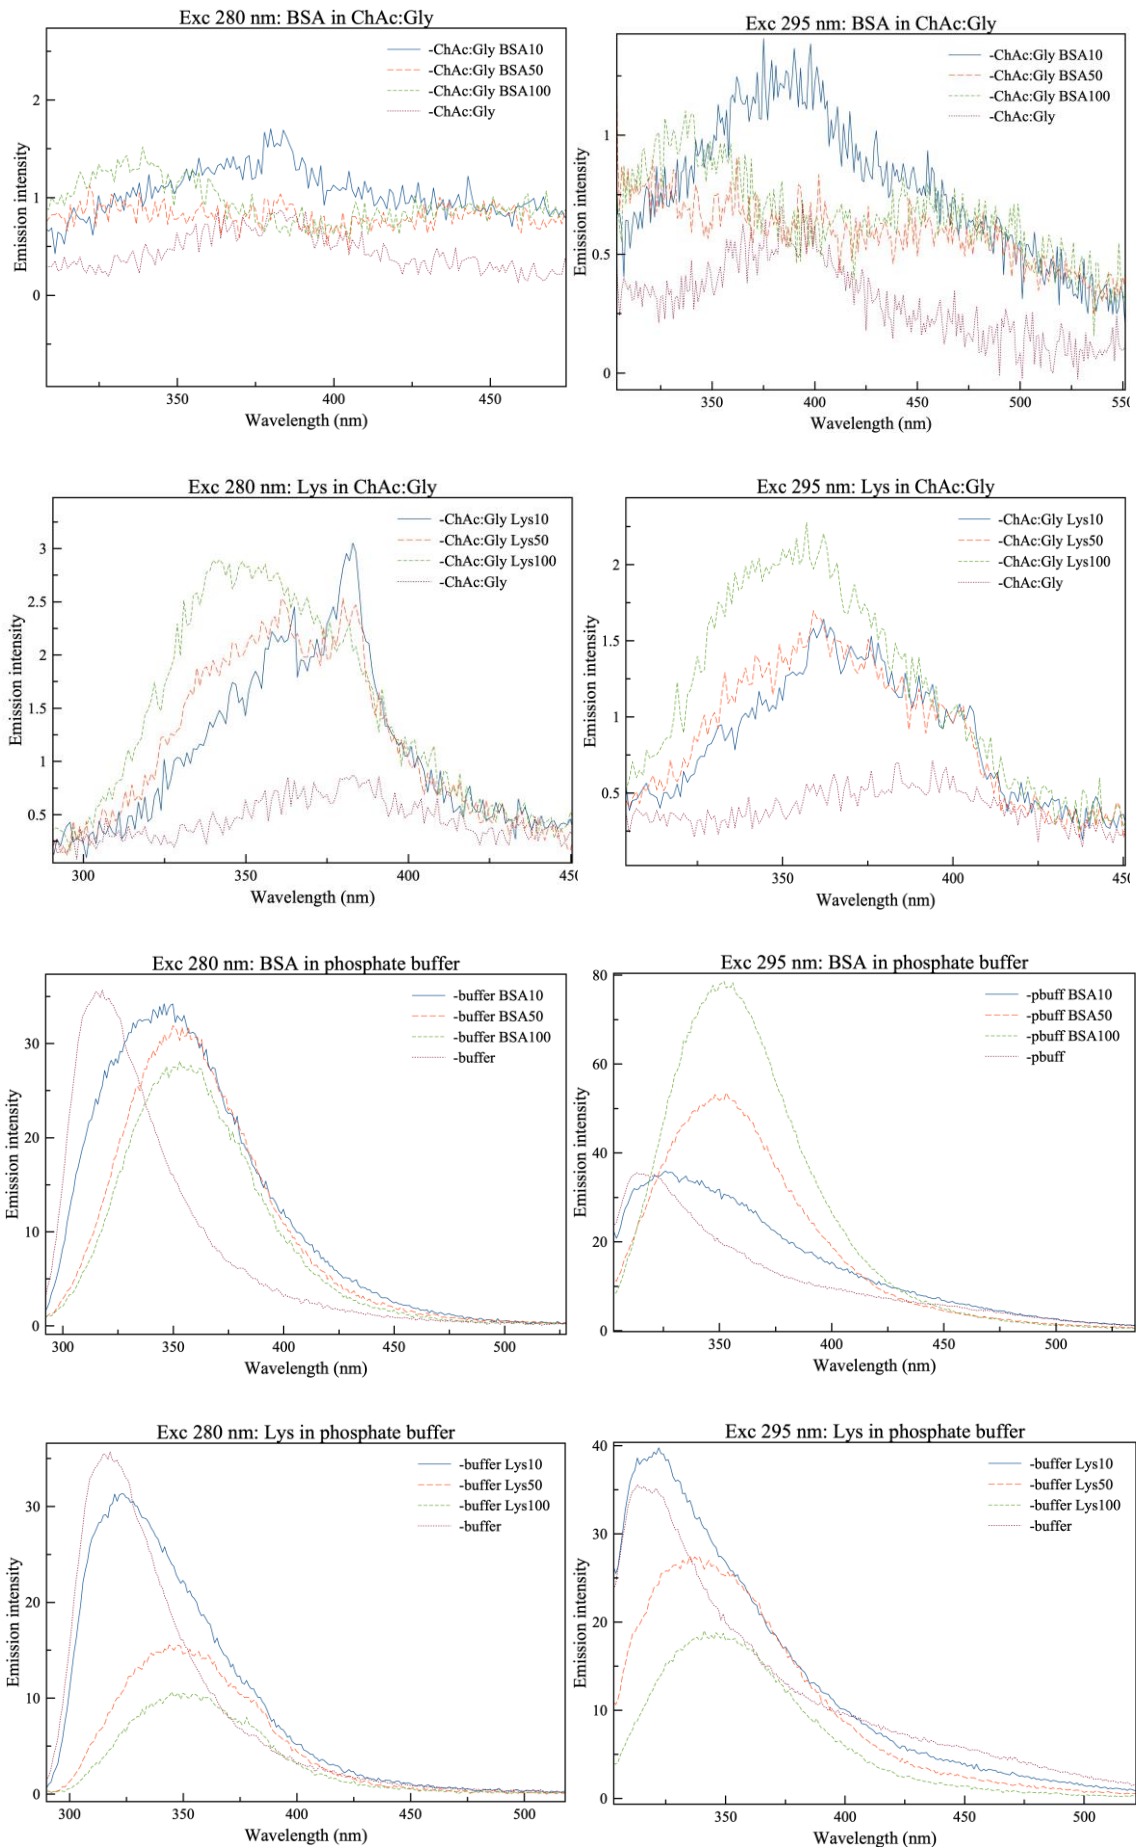 Exc 280 nm: BSA in ChAc:Gly
-ChAc:Gly BSA10
-ChAc:Gly BSA50
-ChAc:Gly BSA100
-ChAc:Gly
Emission intensity
2
1
0
350
400
450
Wavelength (nm)
Exc 295 nm: BSA in ChAc:Gly
-ChAc:Gly BSA10
-ChAc:Gly BSA50
-ChAc:Gly BSA100
-ChAc:Gly
Emission intensity
1
0.5
0
350
400
450
500
550
Wavelength (nm)
Exc 280 nm: Lys in ChAc:Gly
-ChAc:Gly Lys10
-ChAc:Gly Lys50
-ChAc:Gly Lys100
-ChAc:Gly
Emission intensity
3
2.5
2
1.5
1
0.5
300
350
400
450
Wavelength (nm)
Exc 295 nm: Lys in ChAc:Gly
-ChAc:Gly Lys10
-ChAc:Gly Lys50
-ChAc:Gly Lys100
-ChAc:Gly
Emission intensity
2
1.5
1
0.5
350
400
450
Wavelength (nm)
Exc 280 nm: BSA in phosphate buffer
-buffer BSA10
-buffer BSA50
-buffer BSA100
-buffer
Emission intensity
30
20
10
0
300
350
400
450
500
Wavelength (nm)
Exc 295 nm: BSA in phosphate buffer
-pbuff BSA10
-pbuff BSA50
-pbuff BSA100
-pbuff
Emission intensity
80
60
40
20
0
350
400
450
500
Wavelength (nm)
Exc 280 nm: Lys in phosphate buffer
-buffer Lys10
-buffer Lys50
-buffer Lys100
-buffer
Emission intensity
30
20
10
0
300
350
400
450
500
Wavelength (nm)
Exc 295 nm: Lys in phosphate buffer
-buffer Lys10
-buffer Lys50
-buffer Lys100
-buffer
Emission intensity
40
30
20
10
0
350
400
450
500
Wavelength (nm)